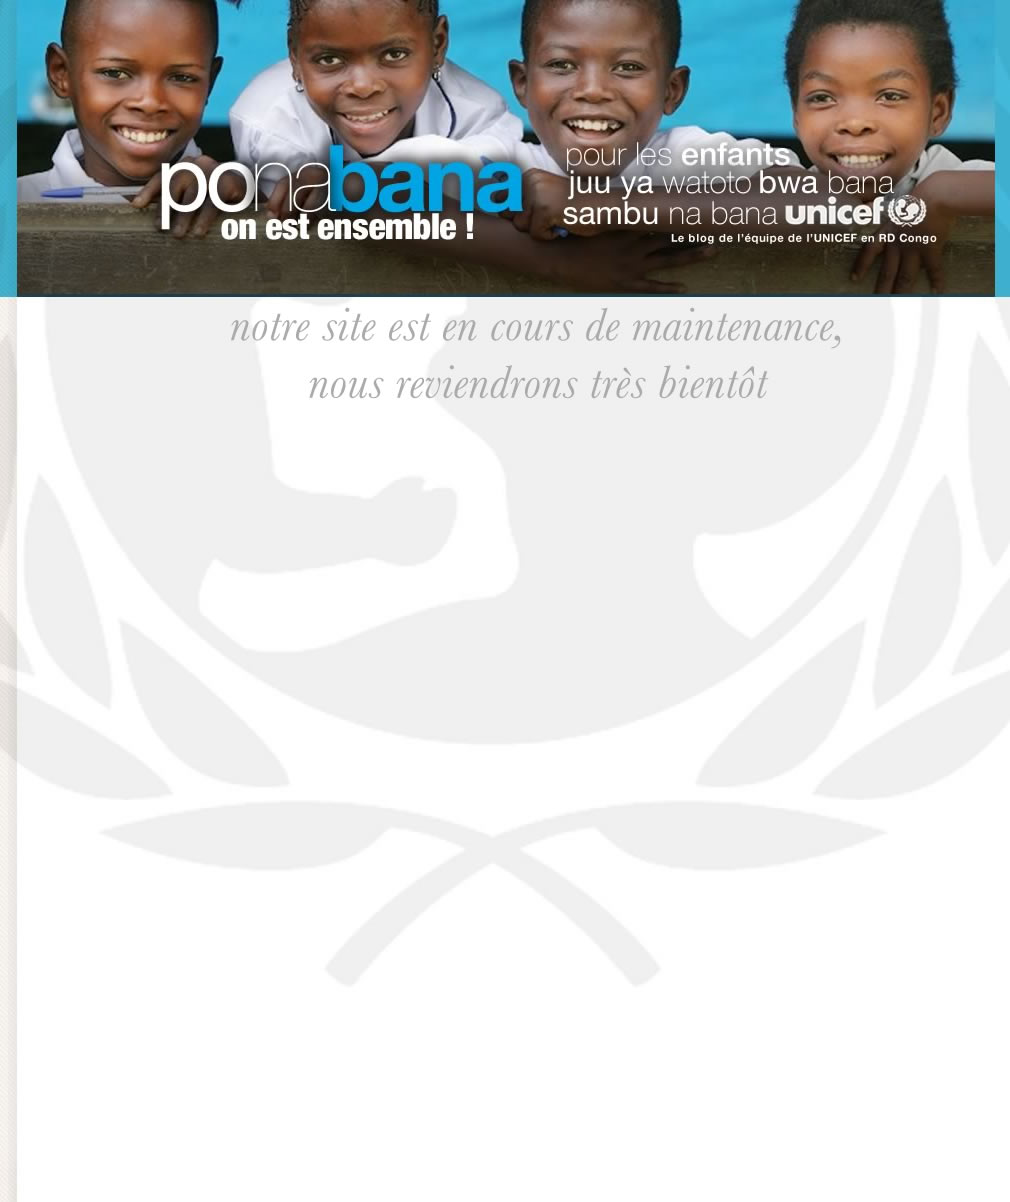 ponabana
on est ensemble !
pour les enfants
juu ya watoto bwa bana
sambu na bana unicef
Le blog de l'équipe de l'UNICEF en RD Congo
notre site est en cours de maintenance,
nous reviendrons très bientôt